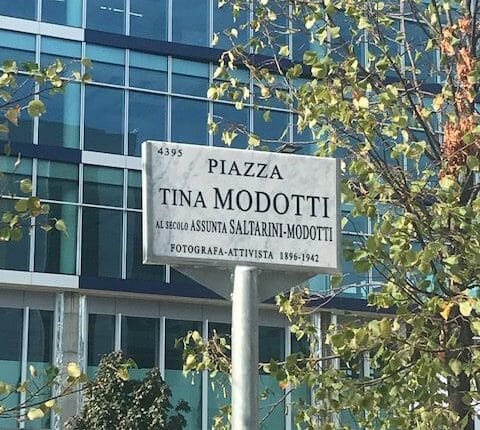 4395
PIAZZA
TINA MODOTTI
AL SECOLO ASSUNTA SALTARINI-MODOTTI
FOTOGRAFA-ATTIVISTA 1896-1942